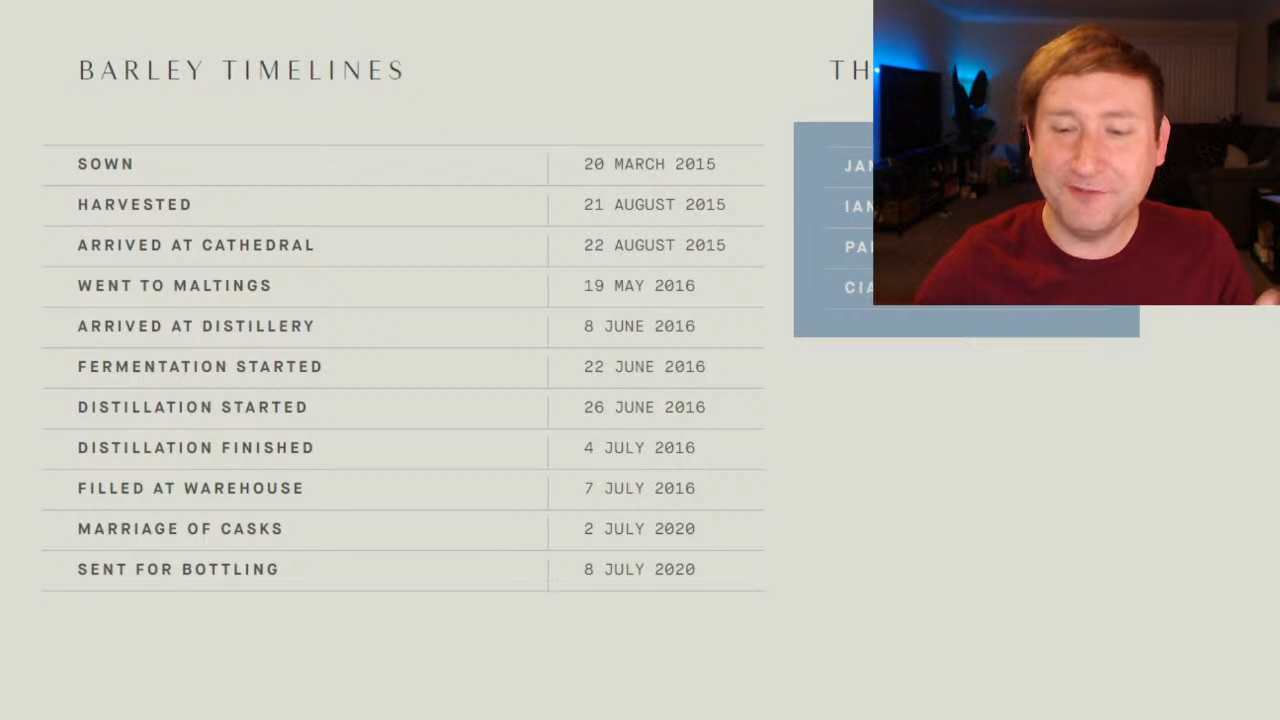 BARLEY TIMELINES
SOWN 20 MARCH 2015
HARVESTED 21 AUGUST 2015
ARRIVED AT CATHEDRAL 22 AUGUST 2015
WENT TO MALTINGS 19 MAY 2016
ARRIVED AT DISTILLERY 8 JUNE 2016
FERMENTATION STARTED 22 JUNE 2016
DISTILLATION STARTED 26 JUNE 2016
DISTILLATION FINISHED 4 JULY 2016
FILLED AT WAREHOUSE 7 JULY 2016
MARRIAGE OF CASKS 2 JULY 2020
SENT FOR BOTTLING 8 JULY 2020